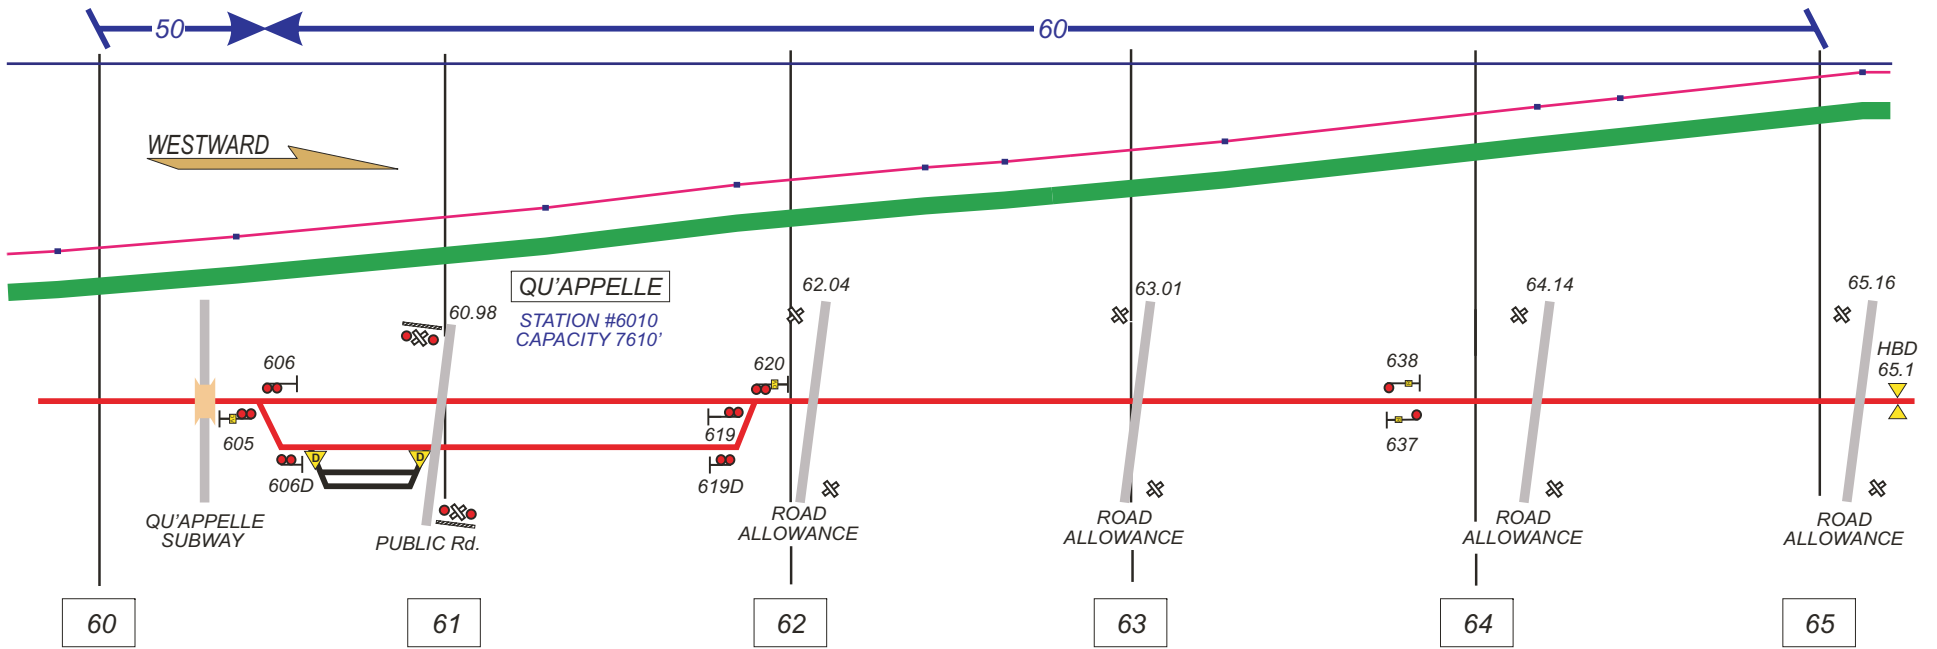 50
60
WESTWARD
QU'APPELLE
STATION #6010
CAPACITY 7610'
60.98
62.04
63.01
64.14
65.16
606
620
638
HBD
65.1
605
619
637
D
D
606D
619D
QU'APPELLE
SUBWAY
PUBLIC Rd.
ROAD
ALLOWANCE
ROAD
ALLOWANCE
ROAD
ALLOWANCE
ROAD
ALLOWANCE
60
61
62
63
64
65